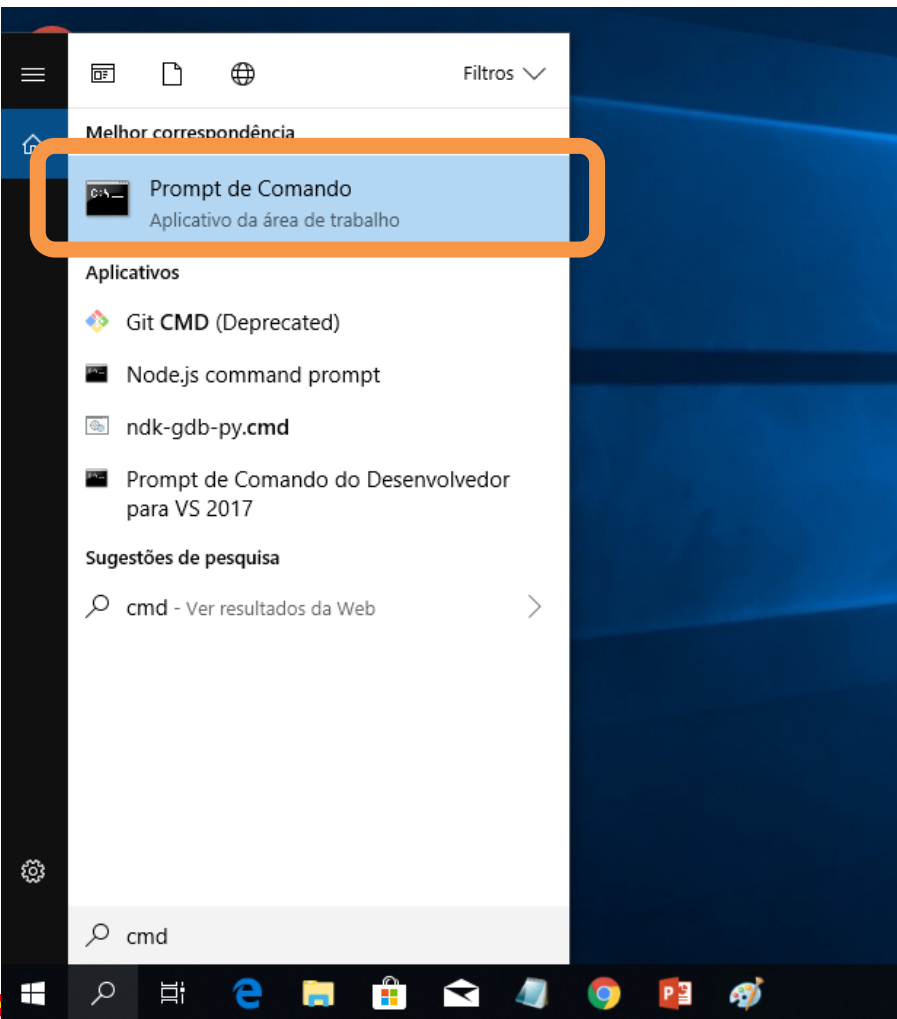 Filtros
Melhor correspondência
Prompt de Comando
Aplicativo da área de trabalho
Aplicativos
Git CMD (Deprecated)
Node.js command prompt
ndk-gdb-py.cmd
Prompt de Comando do Desenvolvedor
para VS 2017
Sugestões de pesquisa
cmd - Ver resultados da Web
cmd